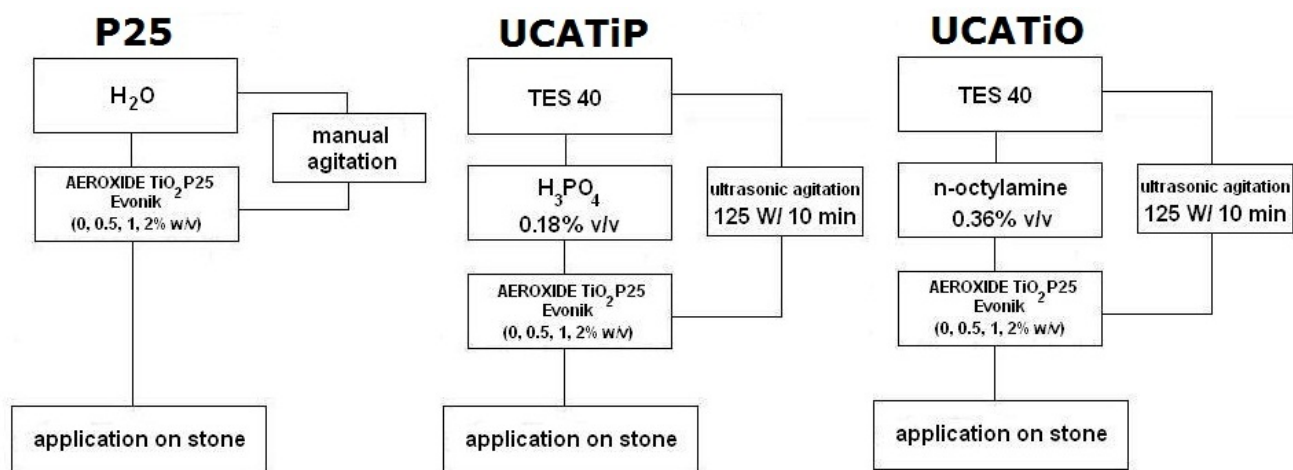 P25
H₂O
manual
agitation
AEROXIDE TiO₂P25
Evonik
(0, 0.5, 1, 2% w/v)
application on stone
UCATiP
TES 40
H₃PO₄
0.18% v/v
ultrasonic agitation
125 W/ 10 min
AEROXIDE TiO₂P25
Evonik
(0, 0.5, 1, 2% w/v)
application on stone
UCATiO
TES 40
n-octylamine
0.36% v/v
ultrasonic agitation
125 W/ 10 min
AEROXIDE TiO₂P25
Evonik
(0, 0.5, 1, 2% w/v)
application on stone